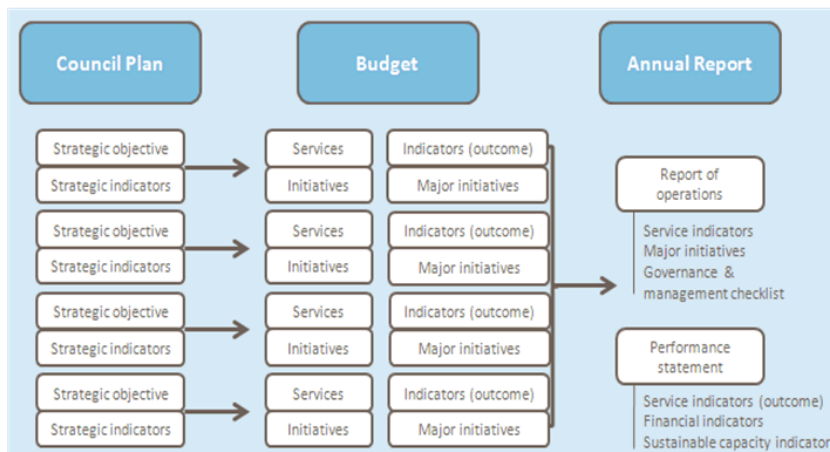 Council Plan
Budget
Annual Report
Strategic objective
Strategic indicators
Services
Initiatives
Indicators (outcome)
Major initiatives
Strategic objective
Strategic indicators
Services
Initiatives
Indicators (outcome)
Major initiatives
Strategic objective
Strategic indicators
Services
Initiatives
Indicators (outcome)
Major initiatives
Strategic objective
Strategic indicators
Services
Initiatives
Indicators (outcome)
Major initiatives
Report of
operations
Service indicators
Major initiatives
Governance &
management checklist
Performance
statement
Service indicators (outcome)
Financial indicators
Sustainable capacity indicator